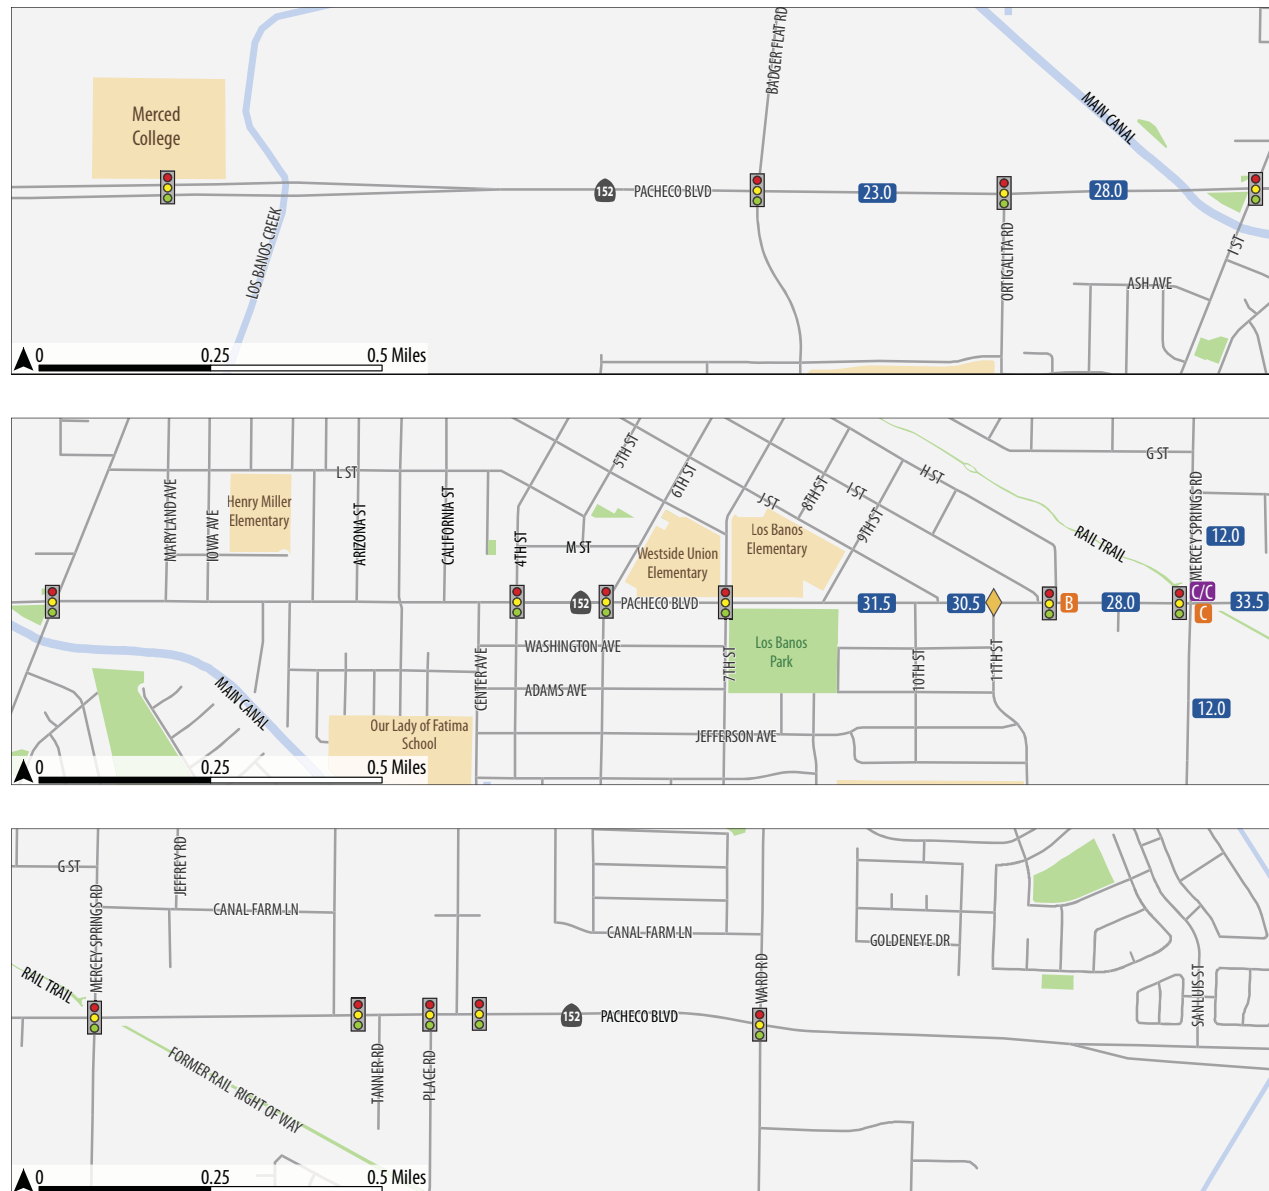 BADGER FLAT RD
MAIN CANAL
Merced
College
152
PACHECO BLVD
23.0
28.0
LOS BANOS CREEK
ORTIGALITA RD
I ST
ASH AVE
0
0.25
0.5 Miles
5TH ST
6TH ST
G ST
L ST
H ST
MARYLAND AVE
IOWA AVE
Henry Miller
Elementary
ARIZONA ST
CALIFORNIA ST
4TH ST
M ST
J ST
8TH ST
I ST
9TH ST
Westside Union
Elementary
Los Banos
Elementary
RAIL TRAIL
MERCEY SPRINGS RD
12.0
152
PACHECO BLVD
31.5
30.5
B
28.0
C/C
C
33.5
WASHINGTON AVE
CENTER AVE
ADAMS AVE
7TH ST
Los Banos
Park
10TH ST
11TH ST
MAIN CANAL
Our Lady of Fatima
School
JEFFERSON AVE
12.0
0
0.25
0.5 Miles
G ST
JEFFREY RD
MERCEY SPRINGS RD
CANAL FARM LN
CANAL FARM LN
GOLDENEYE DR
RAIL TRAIL
WARD RD
SAN LUIS ST
152
PACHECO BLVD
TANNER RD
PLACE RD
FORMER RAIL RIGHT OF WAY
0
0.25
0.5 Miles